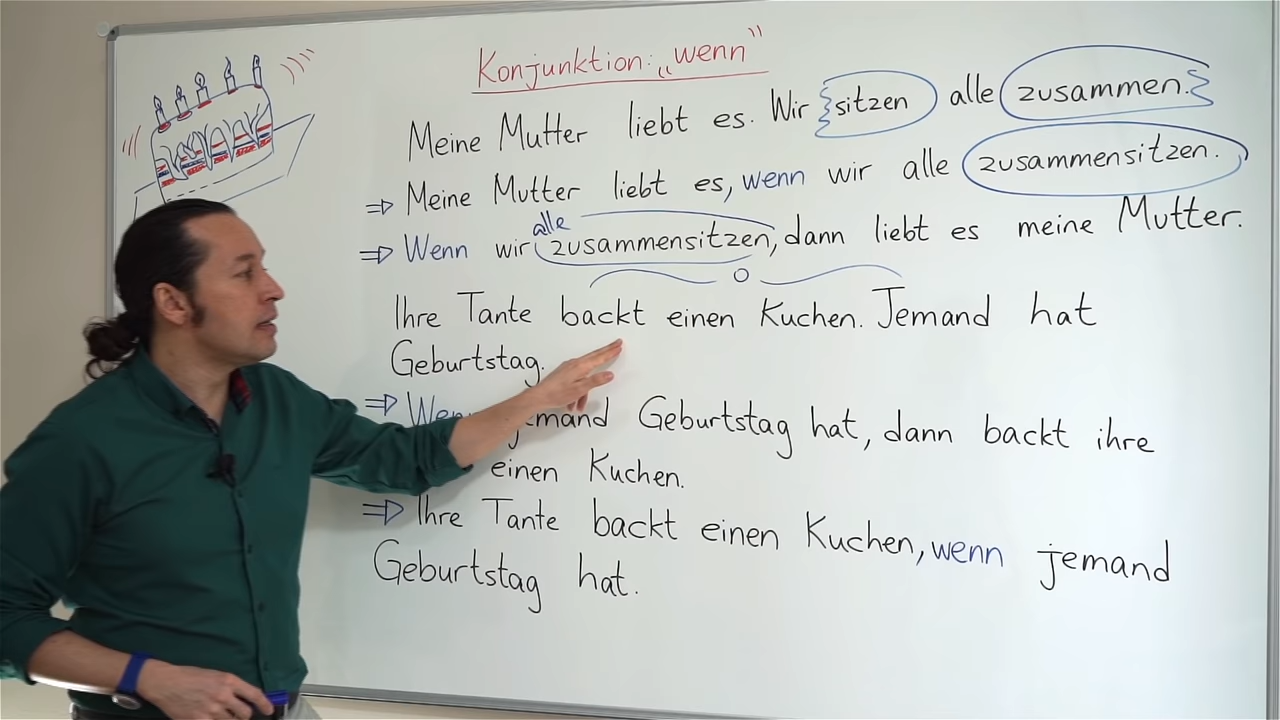 Konjunktion: „wenn”
Meine Mutter liebt es. Wir sitzen alle zusammen.
⇒ Meine Mutter liebt es, wenn wir alle zusammensitzen.
alle
⇒ Wenn wir zusammensitzen, dann liebt es meine Mutter.
Ihre Tante backt einen Kuchen. Jemand hat
Geburtstag.
⇒ jemand Geburtstag hat, dann backt ihre
einen Kuchen.
⇒ Ihre Tante backt einen Kuchen, wenn jemand
Geburtstag hat.